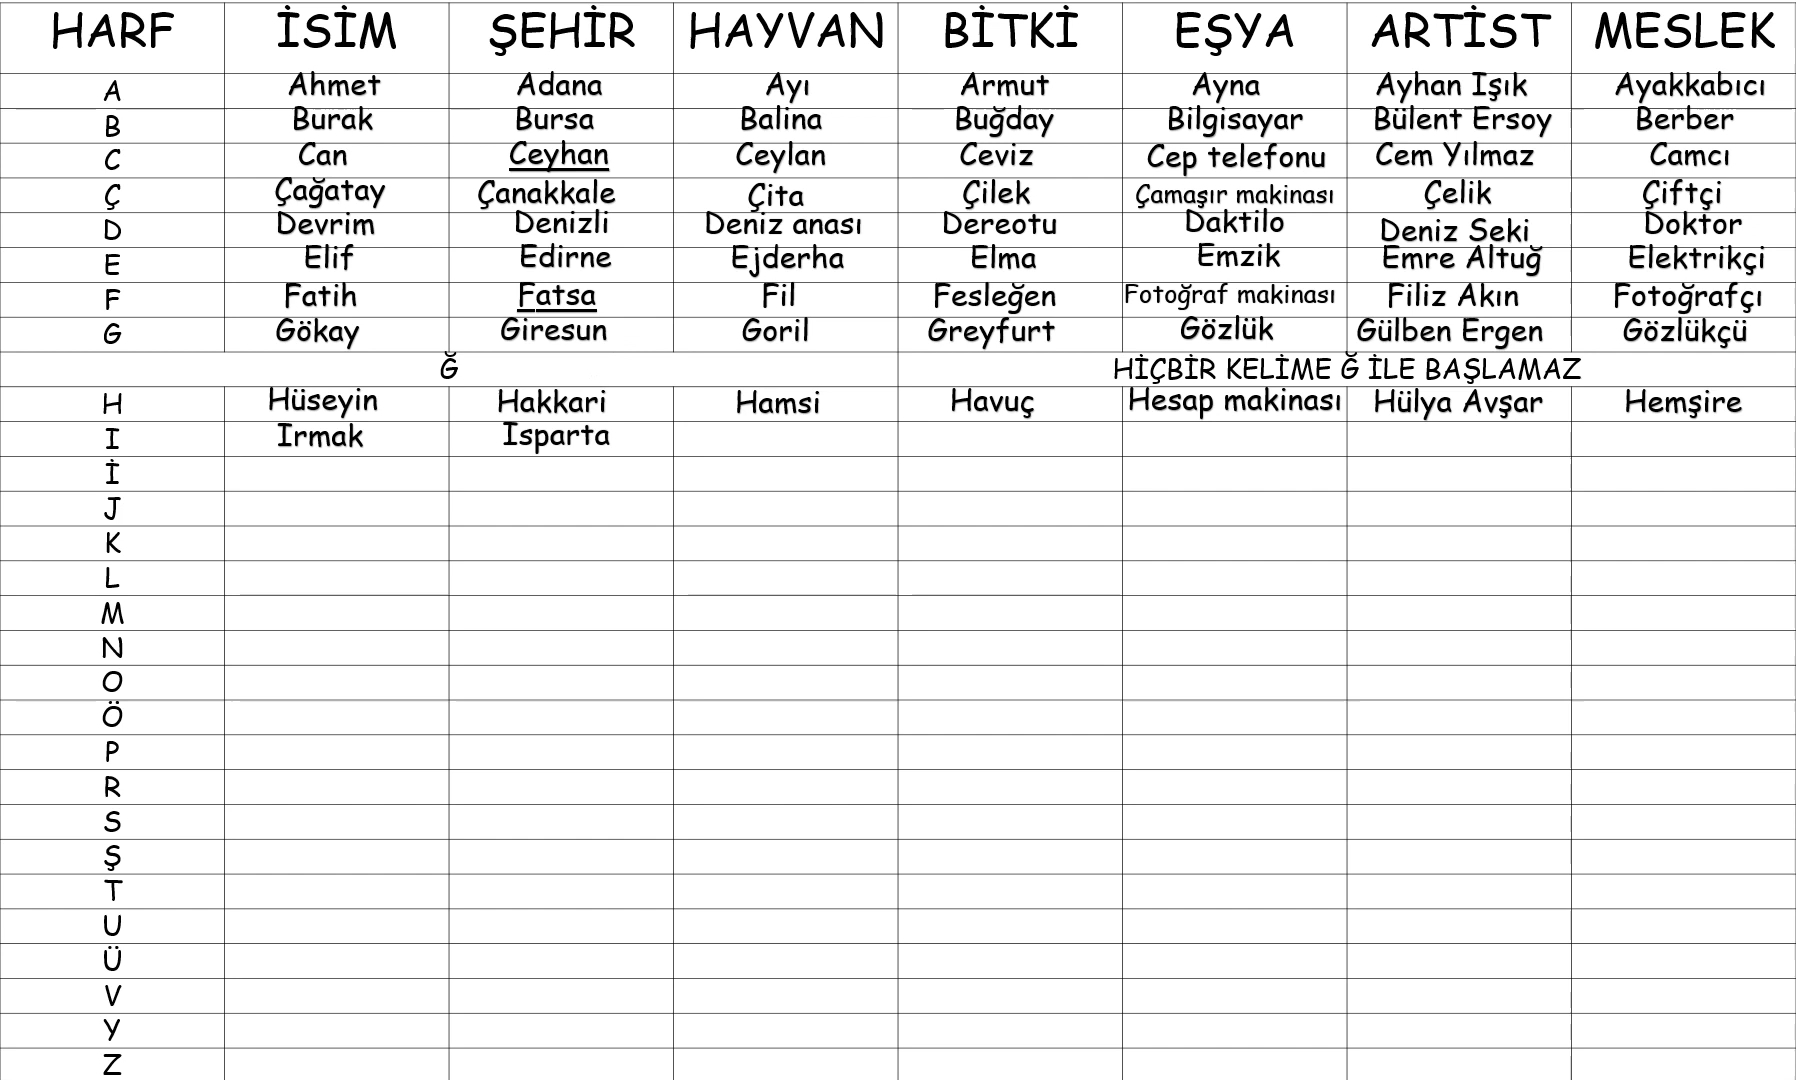 HARF İSİM ŞEHİR HAYVAN BİTKİ EŞYA ARTİST MESLEK
A Ahmet Adana Ayı Armut Ayna Ayhan Işık Ayakkabıcı
B Burak Bursa Balina Buğday Bilgisayar Bülent Ersoy Berber
C Can Ceyhan Ceylan Ceviz Cep telefonu Cem Yılmaz Camcı
Ç Çağatay Çanakkale Çita Çilek Çamaşır makinası Çelik Çiftçi
D Devrim Denizli Deniz anası Dereotu Daktilo Deniz Seki Doktor
E Elif Edirne Ejderha Elma Emzik Emre Altuğ Elektrikçi
F Fatih Fatsa Fil Fesleğen Fotoğraf makinası Filiz Akın Fotoğrafçı
G Gökay Giresun Goril Greyfurt Gözlük Gülben Ergen Gözlükçü
Ğ HİÇBİR KELİME Ğ İLE BAŞLAMAZ
H Hüseyin Hakkari Hamsi Havuç Hesap makinası Hülya Avşar Hemşire
I Irmak Isparta
İ
J
K
L
M
N
O
Ö
P
R
S
Ş
T
U
Ü
V
Y
Z